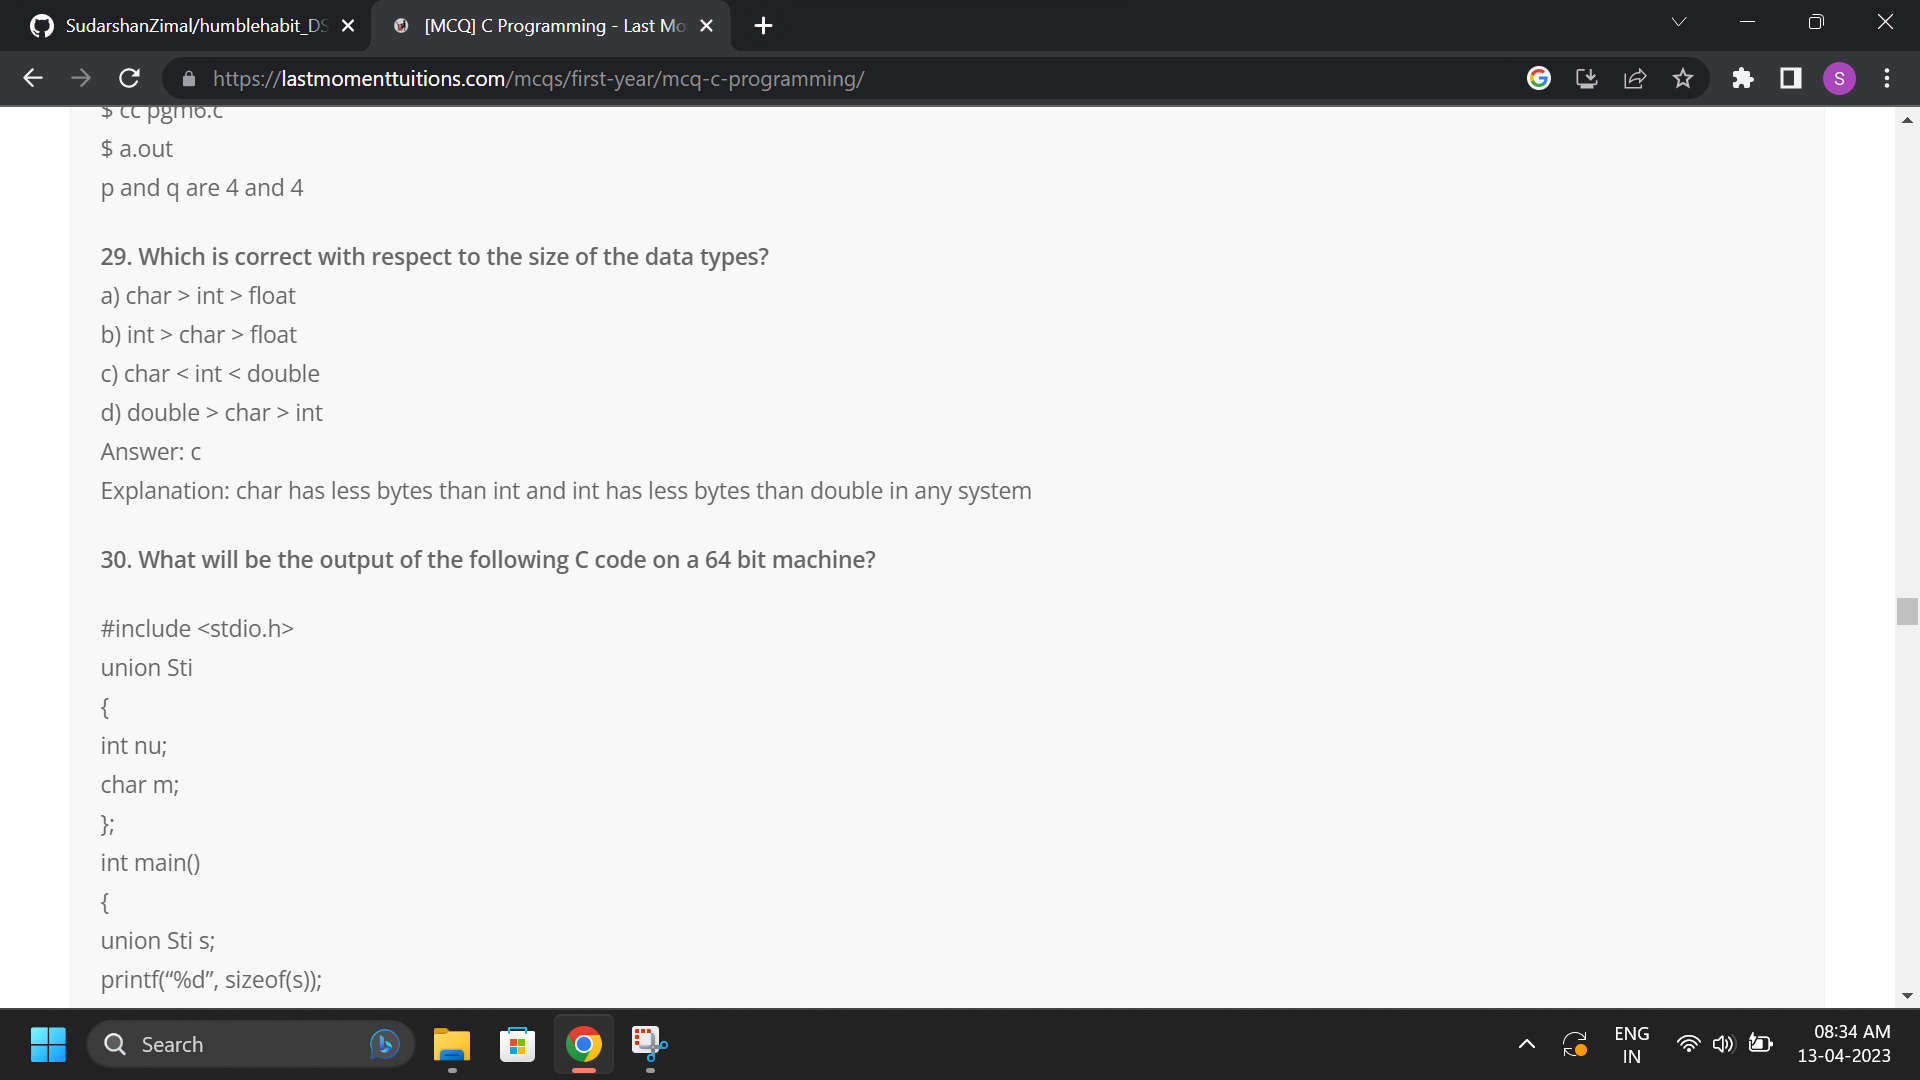 SudarshanZimal/humblehabit_DS
[MCQ] C Programming - Last Mo
https://lastmomenttuitions.com/mcqs/first-year/mcq-c-programming/
S
$ cc pgm6.c
$ a.out
p and q are 4 and 4
29. Which is correct with respect to the size of the data types?
a) char > int > float
b) int > char > float
c) char < int < double
d) double > char > int
Answer: c
Explanation: char has less bytes than int and int has less bytes than double in any system
30. What will be the output of the following C code on a 64 bit machine?
#include <stdio.h>
union Sti
{
int nu;
char m;
};
int main()
{
union Sti s;
printf(“%d”, sizeof(s));
Search
ENG
IN
08:34 AM
13-04-2023